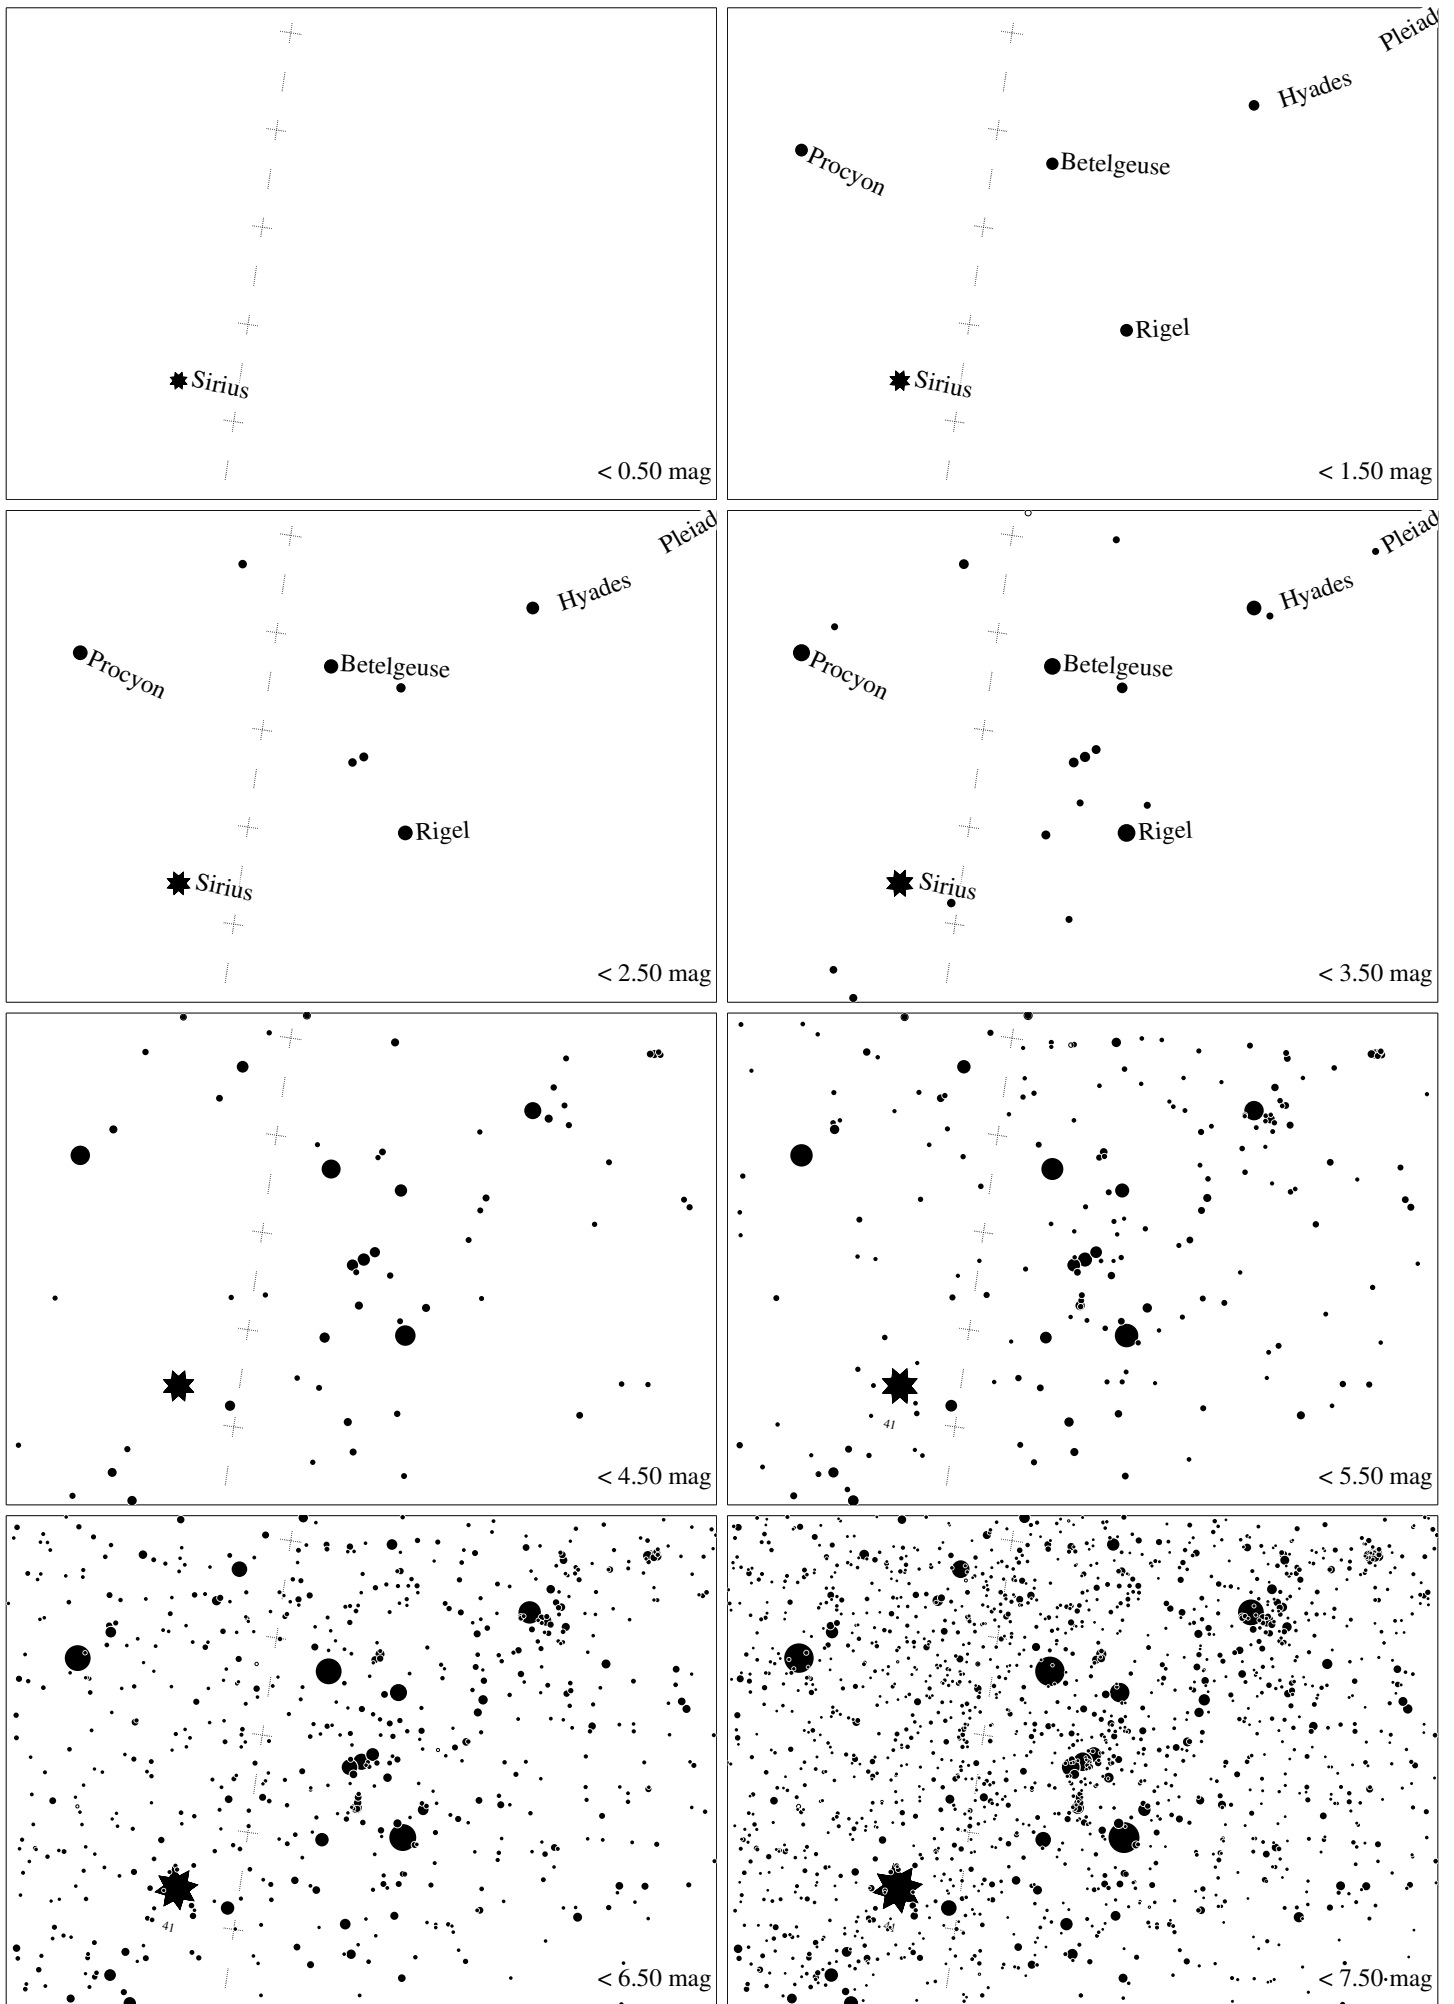 Sirius
< 0.50 mag
Pleiad
Hyades
Procyon
Betelgeuse
Rigel
Sirius
< 1.50 mag
Pleiad
Hyades
Procyon
Betelgeuse
Rigel
Sirius
< 2.50 mag
Pleiad
Hyades
Procyon
Betelgeuse
Rigel
Sirius
< 3.50 mag
< 4.50 mag
41
< 5.50 mag
41
< 6.50 mag
41
< 7.50 mag